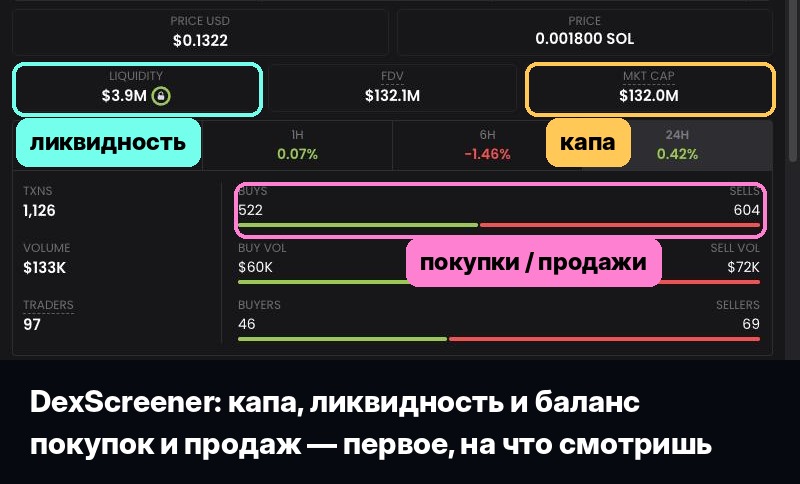 PRICE USD
$0.1322
PRICE
0.001800 SOL
LIQUIDITY
$3.9M
FDV
$132.1M
MKT CAP
$132.0M
ликвидность
1H
0.07%
6H
-1.46%
капа
24H
0.42%
TXNS
1,126
BUYS
522
SELLS
604
VOLUME
$133K
BUY VOL
$60K
покупки / продажи
SELL VOL
$72K
TRADERS
97
BUYERS
46
SELLERS
69
DexScreener: капа, ликвидность и баланс
покупок и продаж — первое, на что смотришь